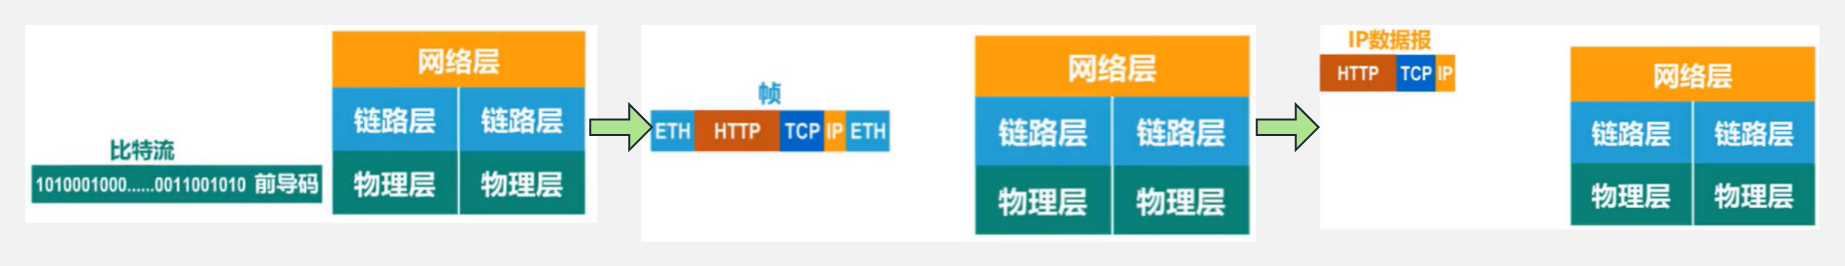 网络层
链路层 链路层
比特流
1010001000......0011001010 前导码
物理层 物理层
网络层
帧
ETH HTTP TCP IP ETH
链路层 链路层
物理层 物理层
IP数据报
HTTP TCP IP
网络层
链路层 链路层
物理层 物理层